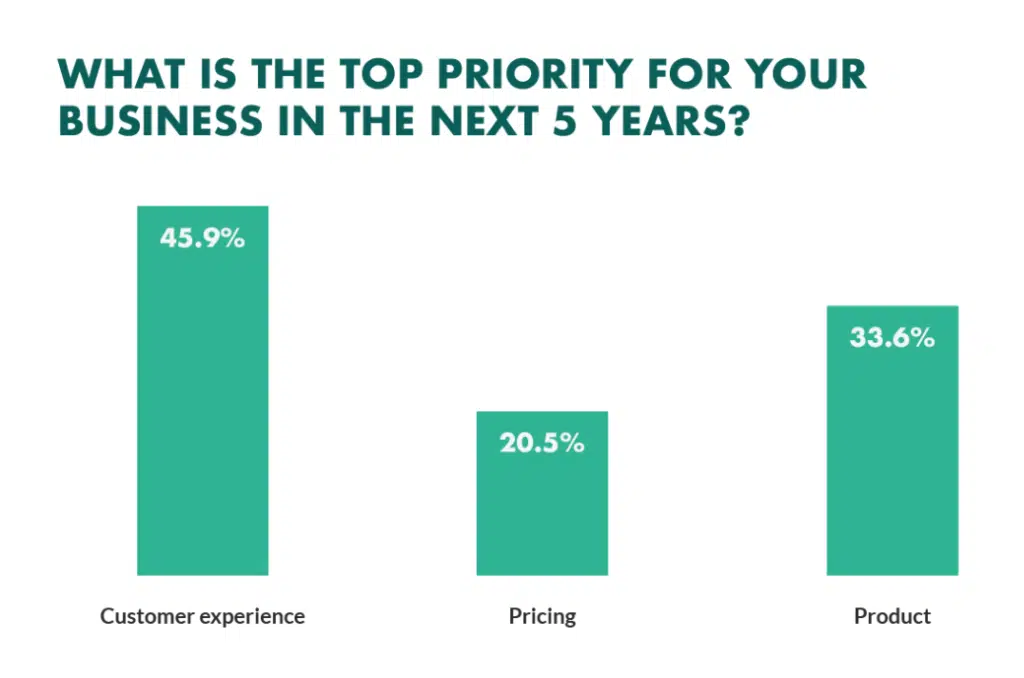 WHAT IS THE TOP PRIORITY FOR YOUR
BUSINESS IN THE NEXT 5 YEARS?
45.9%
20.5%
33.6%
Customer experience
Pricing
Product